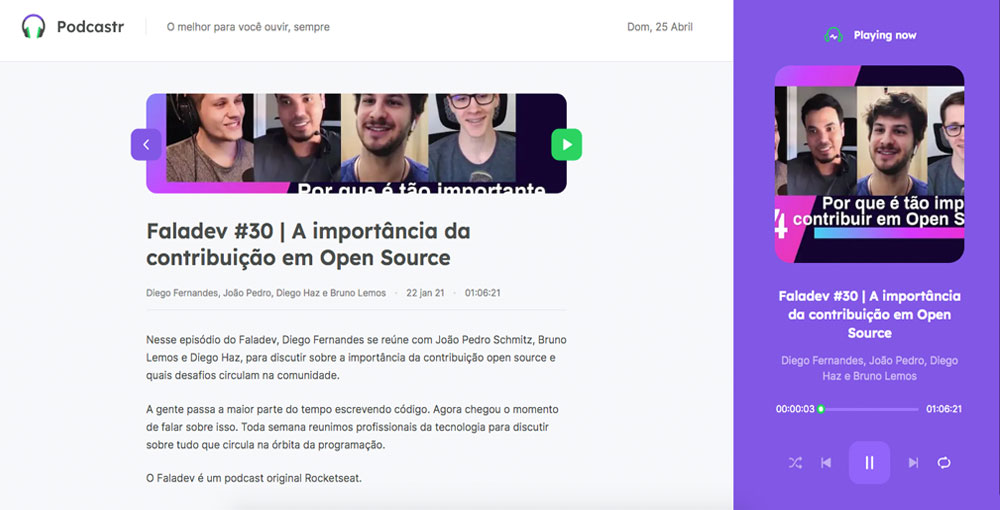 Podcastr
O melhor para você ouvir, sempre
Dom, 25 Abril
Por que é tão importante
Faladev #30 | A importância da
contribuição em Open Source
Diego Fernandes, João Pedro, Diego Haz e Bruno Lemos · 22 jan 21 · 01:06:21
Nesse episódio do Faladev, Diego Fernandes se reúne com João Pedro Schmitz, Bruno
Lemos e Diego Haz, para discutir sobre a importância da contribuição open source e
quais desafios circulam na comunidade.
A gente passa a maior parte do tempo escrevendo código. Agora chegou o momento
de falar sobre isso. Toda semana reunimos profissionais da tecnologia para discutir
sobre tudo que circula na órbita da programação.
O Faladev é um podcast original Rocketseat.
Playing now
Por que é tão imp
4 contribuir em Open S
Faladev #30 | A importância
da contribuição em Open
Source
Diego Fernandes, João Pedro, Diego
Haz e Bruno Lemos
00:00:03 01:06:21